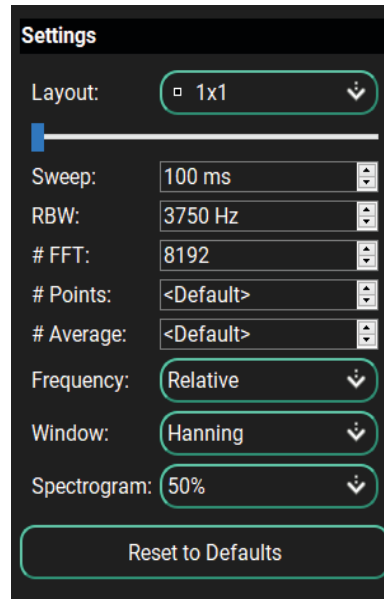 Settings
Layout: 1x1
Sweep: 100 ms
RBW: 3750 Hz
# FFT: 8192
# Points: <Default>
# Average: <Default>
Frequency: Relative
Window: Hanning
Spectrogram: 50%
Reset to Defaults